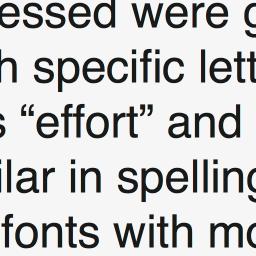 essed were g
h specific lett
s “effort” and
ilar in spelling
fonts with mo